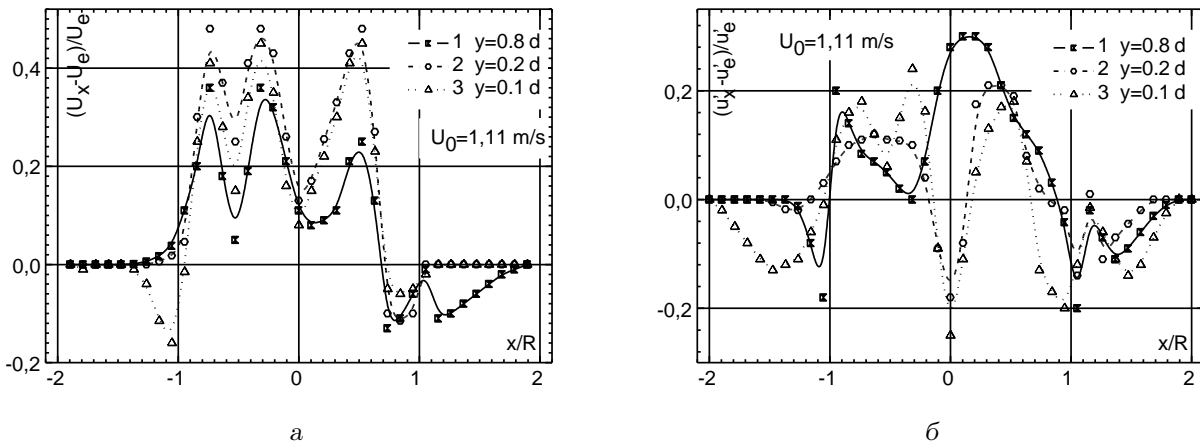 (U_x-U_e)/U_e
0,4
0,2
0,0
-0,2
-2
-1
0
1
2
x/R
1 y=0.8 d
2 y=0.2 d
3 y=0.1 d
U_0=1,11 m/s
а
(u'_x-u'_e)/u'_e
0,2
0,0
-0,2
-2
-1
0
1
2
x/R
U_0=1,11 m/s
1 y=0.8 d
2 y=0.2 d
3 y=0.1 d
б